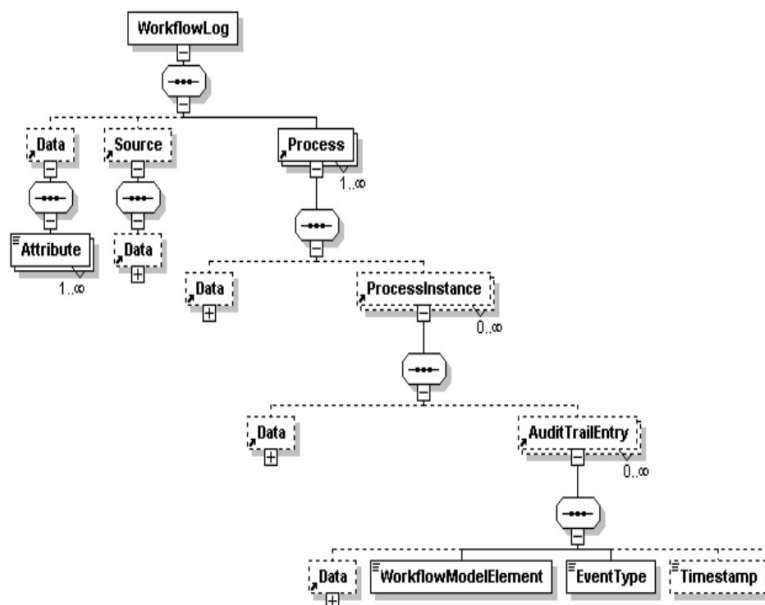 WorkflowLog
Data
Source
Process
1..∞
Attribute
1..∞
Data
Data
ProcessInstance
0..∞
Data
AuditTrailEntry
0..∞
Data
WorkflowModelElement
EventType
Timestamp